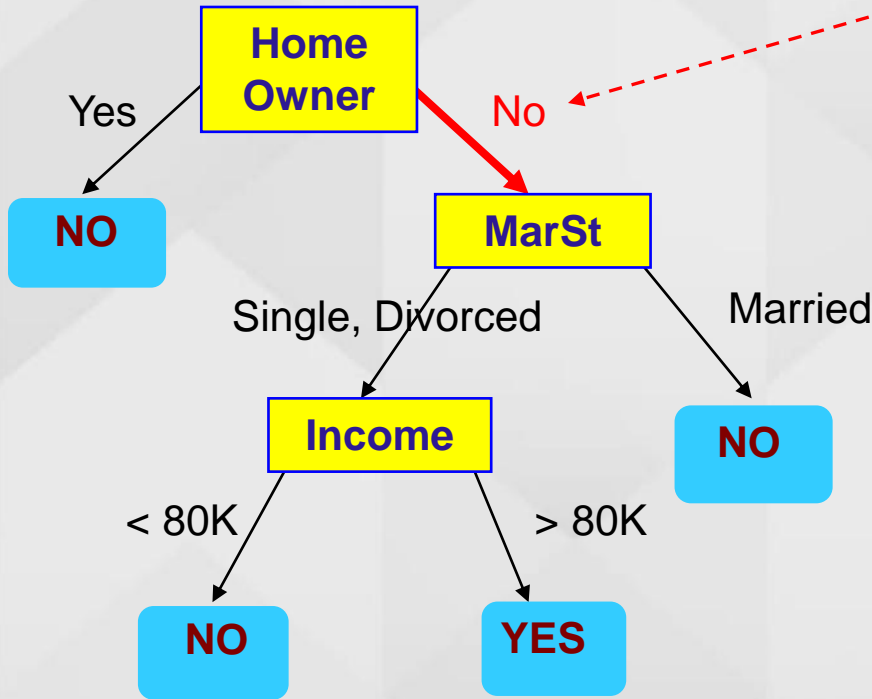 Home
Owner
Yes
No
NO
MarSt
Single, Divorced
Married
Income
NO
< 80K
> 80K
NO
YES